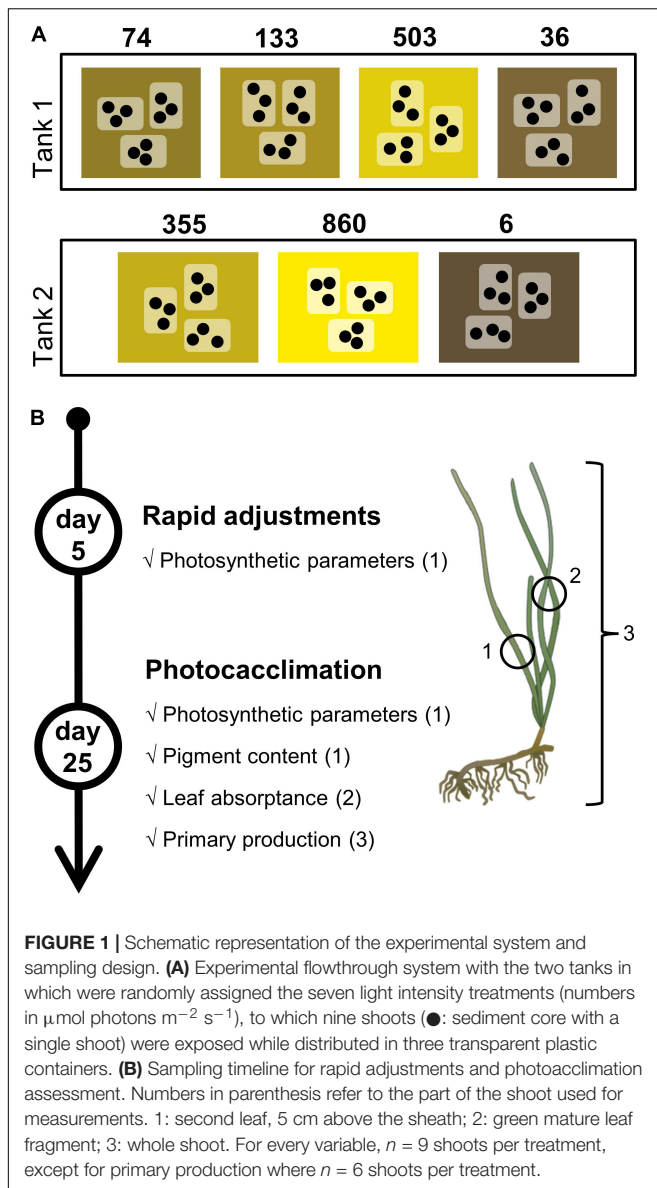 A
74 133 503 36
Tank 1
355 860 6
Tank 2
B
day
5
Rapid adjustments
√ Photosynthetic parameters (1)
day
25
Photocacclimation
√ Photosynthetic parameters (1)
√ Pigment content (1)
√ Leaf absorptance (2)
√ Primary production (3)
1
2
3
FIGURE 1 | Schematic representation of the experimental system and
sampling design. (A) Experimental flowthrough system with the two tanks in
which were randomly assigned the seven light intensity treatments (numbers
in μmol photons m⁻² s⁻¹), to which nine shoots (●: sediment core with a
single shoot) were exposed while distributed in three transparent plastic
containers. (B) Sampling timeline for rapid adjustments and photoacclimation
assessment. Numbers in parenthesis refer to the part of the shoot used for
measurements. 1: second leaf, 5 cm above the sheath; 2: green mature leaf
fragment; 3: whole shoot. For every variable, n = 9 shoots per treatment,
except for primary production where n = 6 shoots per treatment.